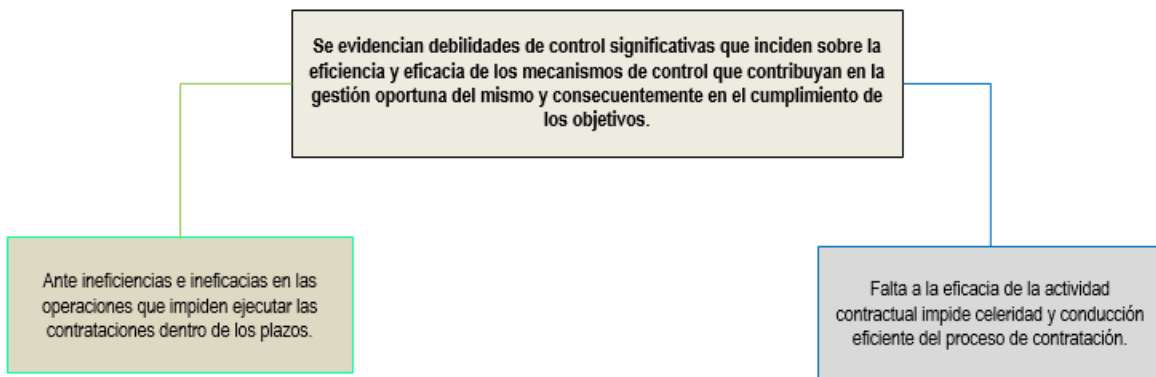 Se evidencian debilidades de control significativas que inciden sobre la
eficiencia y eficacia de los mecanismos de control que contribuyan en la
gestión oportuna del mismo y consecuentemente en el cumplimiento de
los objetivos.
Ante ineficiencias e ineficacias en las
operaciones que impiden ejecutar las
contrataciones dentro de los plazos.
Falta a la eficacia de la actividad
contractual impide celeridad y conducción
eficiente del proceso de contratación.